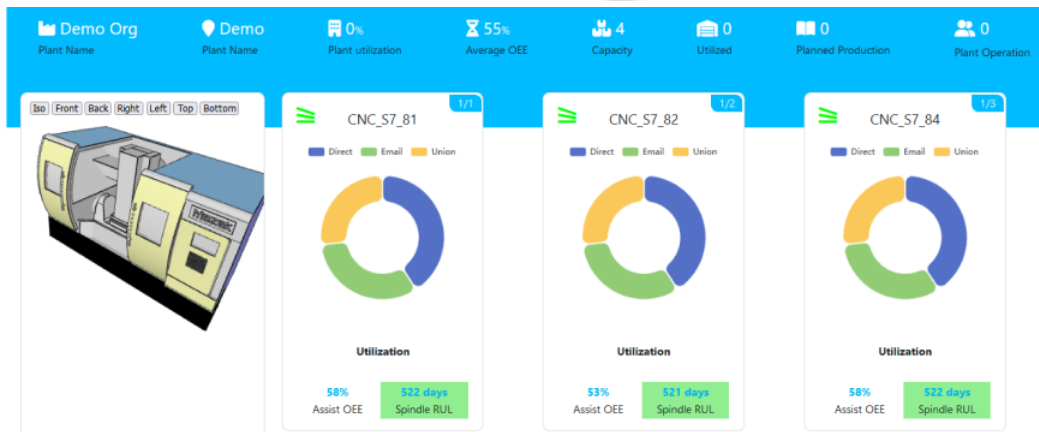 Demo Org
Plant Name
Demo
Plant Name
0%
Plant utilization
55%
Average OEE
4
Capacity
0
Utilized
0
Planned Production
0
Plant Operation
Iso Front Back Right Left Top Bottom
1/1
CNC_S7_81
Direct Email Union
Utilization
58%
Assist OEE
522 days
Spindle RUL
1/2
CNC_S7_82
Direct Email Union
Utilization
53%
Assist OEE
521 days
Spindle RUL
1/3
CNC_S7_84
Direct Email Union
Utilization
58%
Assist OEE
522 days
Spindle RUL